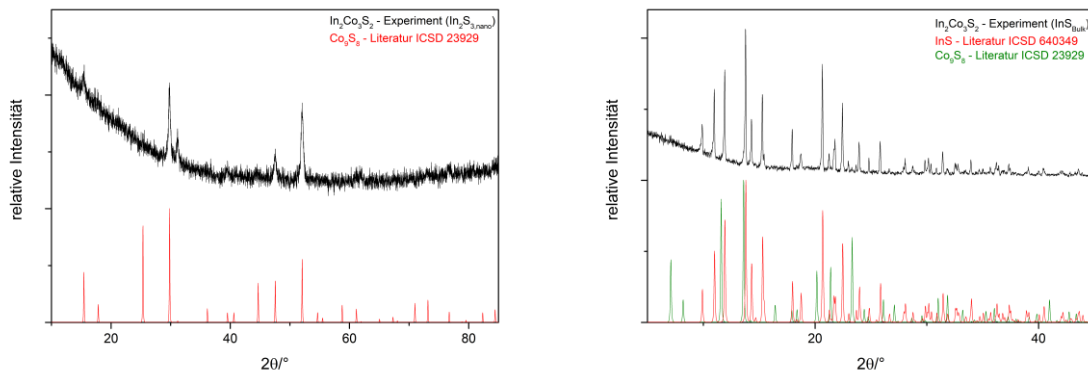 In₂Co₃S₂ - Experiment (In₂S₃,nano)
Co₉S₈ - Literatur ICSD 23929
relative Intensität
20 40 60 80
2θ/°
In₂Co₃S₂ - Experiment (InS_Bulk)
InS - Literatur ICSD 640349
Co₉S₈ - Literatur ICSD 23929
relative Intensität
20 40
2θ/°